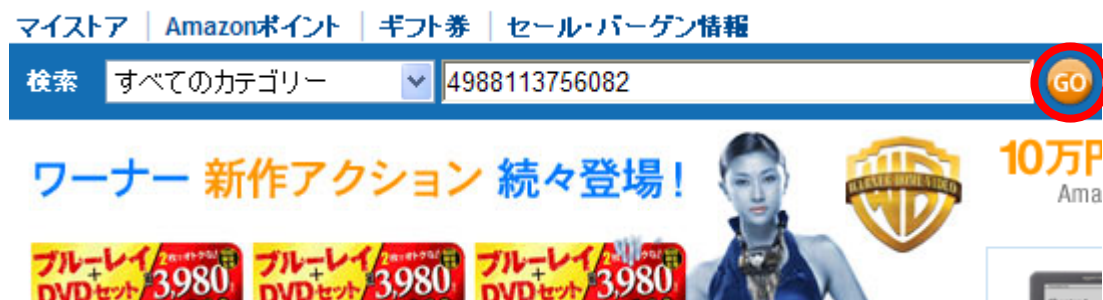 マイストア Amazonポイント ギフト券 セール・バーゲン情報
検索 すべてのカテゴリー 4988113756082 GO
ワーナー 新作アクション 続々登場!
WARNER HOME VIDEO
10万円
Ama
ブルーレイ + DVDセット 3,980
ブルーレイ + DVDセット 3,980
ブルーレイ + DVDセット 3,980